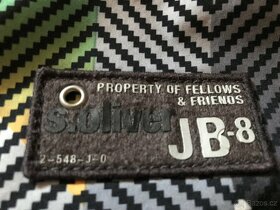 PROPERTY OF FELLOWS
& FRIENDS
s.Oliver
JB-8
2-548-J-0